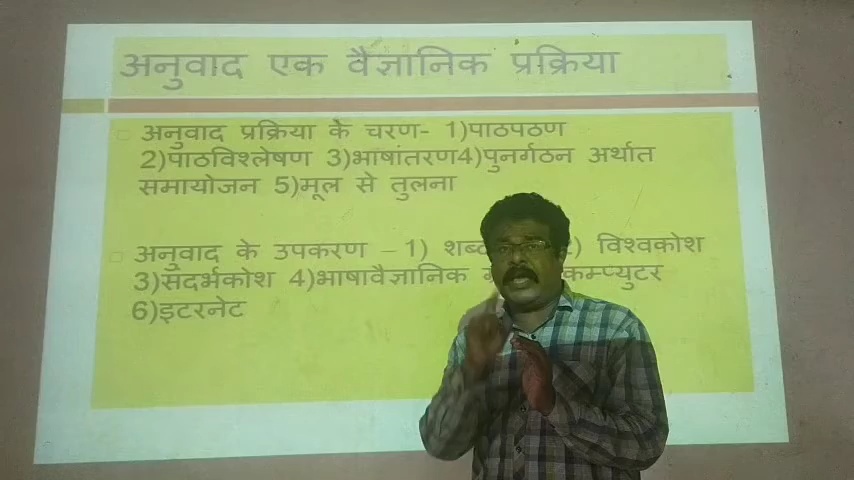 अनुवाद एक वैज्ञानिक प्रक्रिया
अनुवाद प्रक्रिया के चरण- 1)पाठपठण
2)पाठविश्लेषण 3)भाषांतरण4)पुनर्गठन अर्थात
समायोजन 5)मूल से तुलना
अनुवाद के उपकरण – 1) विश्वकोश
3)संदर्भकोश 4)भाषावैज्ञानिक कम्प्युटर
6)इटरनेट